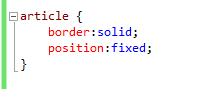 article {
    border:solid;
    position:fixed;
}